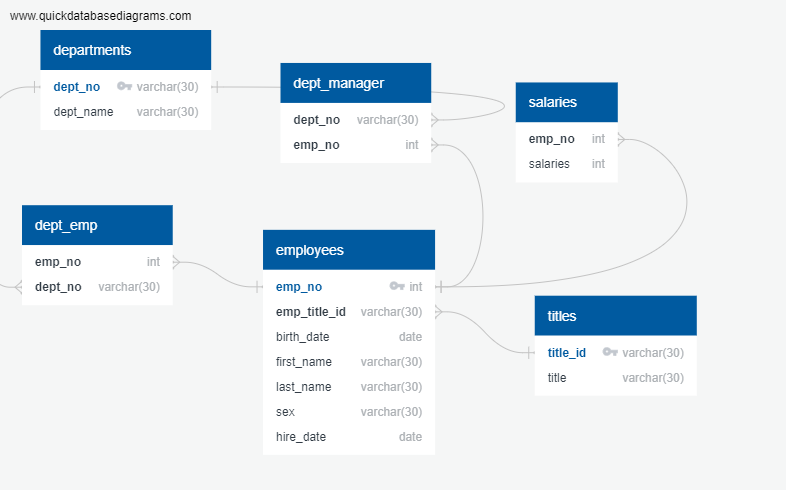 www.quickdatabasediagrams.com
departments
dept_no varchar(30)
dept_name varchar(30)
dept_manager
dept_no varchar(30)
emp_no int
salaries
emp_no int
salaries int
dept_emp
emp_no int
dept_no varchar(30)
employees
emp_no int
emp_title_id varchar(30)
birth_date date
first_name varchar(30)
last_name varchar(30)
sex varchar(30)
hire_date date
titles
title_id varchar(30)
title varchar(30)